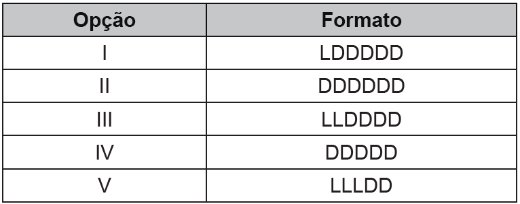 Opção Formato
I LDDDDD
II DDDDDD
III LLDDDD
IV DDDDD
V LLLDD